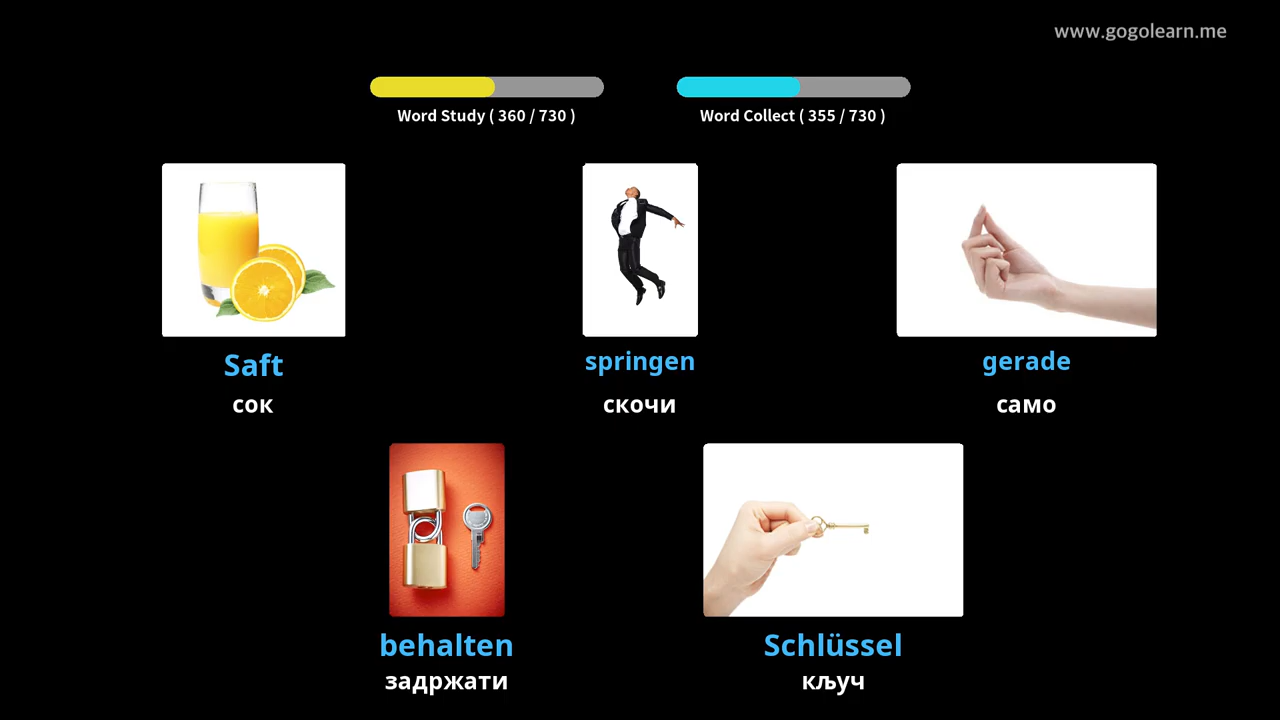 www.gogolearn.me
Word Study ( 360 / 730 )
Word Collect ( 355 / 730 )
Saft
springen
gerade
сок
скочи
само
behalten
Schlüssel
задржати
кључ